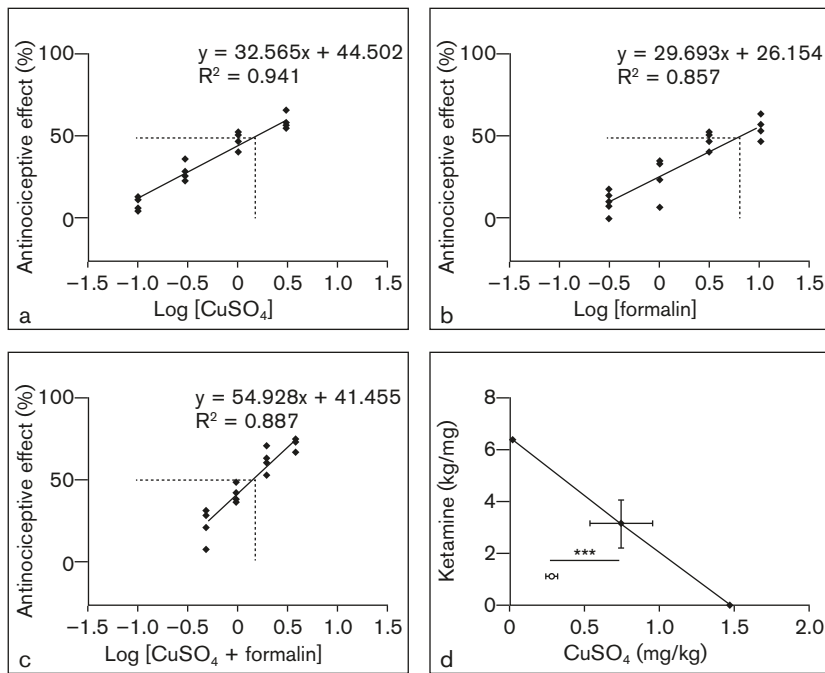 y = 32.565x + 44.502
R² = 0.941
Antinociceptive effect (%)
100
50
0
−1.5 −1.0 −0.5 0 0.5 1.0 1.5
Log [CuSO₄]
a
y = 29.693x + 26.154
R² = 0.857
Antinociceptive effect (%)
100
50
0
−1.5 −1.0 −0.5 0 0.5 1.0 1.5
Log [formalin]
b
y = 54.928x + 41.455
R² = 0.887
Antinociceptive effect (%)
100
50
0
−1.5 −1.0 −0.5 0 0.5 1.0 1.5
Log [CuSO₄ + formalin]
c
Ketamine (kg/mg)
8
6
4
2
0
***
0 0.5 1.0 1.5 2.0
CuSO₄ (mg/kg)
d